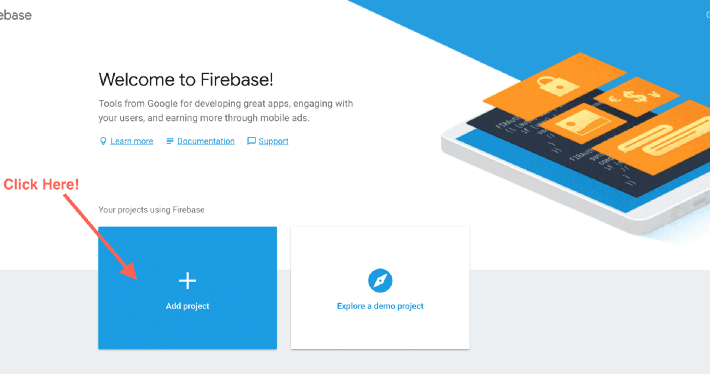 ebase
Welcome to Firebase!
Tools from Google for developing great apps, engaging with
your users, and earning more through mobile ads.
Learn more Documentation Support
Click Here!
Your projects using Firebase
Add project
Explore a demo project